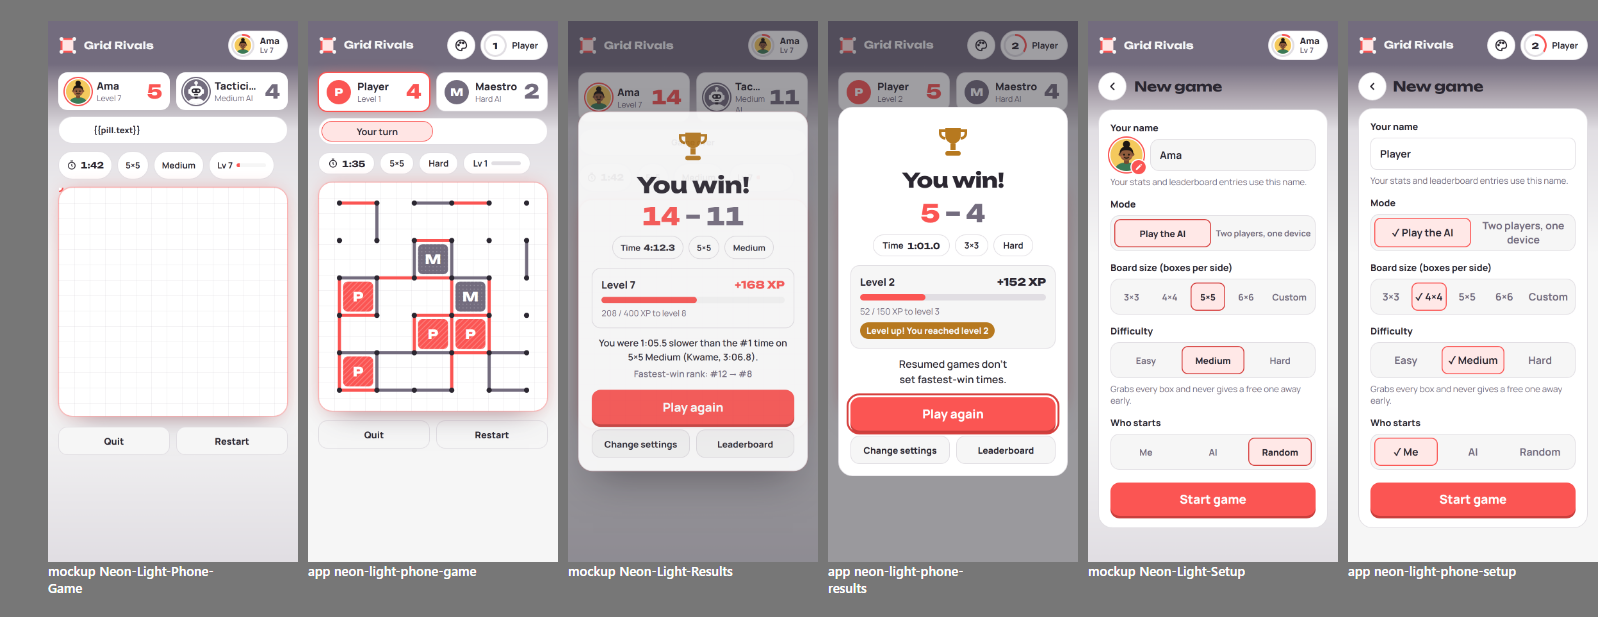 Grid Rivals
Ama
Lv 7
Ama
Level 7
5
Tactici...
Medium AI
4
{{pill.text}}
1:42
5×5
Medium
Lv 7
Quit
Restart
mockup Neon-Light-Phone-
Game
Grid Rivals
1
Player
P
Player
Level 1
4
M
Maestro
Hard AI
2
Your turn
1:35
5×5
Hard
Lv 1
M
P
M
P
P
P
Quit
Restart
app neon-light-phone-game
Grid Rivals
Ama
Lv 7
Ama
Level 7
14
Tac...
Medium
AI
11
1:42
You win!
14 – 11
Time 4:12.3
5×5
Medium
Level 7
+168 XP
208 / 400 XP to level 8
You were 1:05.5 slower than the #1 time on
5×5 Medium (Kwame, 3:06.8).
Fastest-win rank: #12 → #8
Play again
Change settings
Leaderboard
mockup Neon-Light-Results
Grid Rivals
2
Player
P
Player
Level 2
5
M
Maestro
Hard AI
4
You win!
5 – 4
Time 1:01.0
3×3
Hard
Level 2
+152 XP
52 / 150 XP to level 3
Level up! You reached level 2
Resumed games don't
set fastest-win times.
Play again
Change settings
Leaderboard
app neon-light-phone-
results
Grid Rivals
Ama
Lv 7
New game
Your name
Ama
Your stats and leaderboard entries use this name.
Mode
Play the AI
Two players, one device
Board size (boxes per side)
3×3
4×4
5×5
6×6
Custom
Difficulty
Easy
Medium
Hard
Grabs every box and never gives a free one away
early.
Who starts
Me
AI
Random
Start game
mockup Neon-Light-Setup
Grid Rivals
2
Player
New game
Your name
Player
Your stats and leaderboard entries use this name.
Mode
✓ Play the AI
Two players, one
device
Board size (boxes per side)
3×3
✓ 4×4
5×5
6×6
Custom
Difficulty
Easy
✓ Medium
Hard
Grabs every box and never gives a free one away
early.
Who starts
✓ Me
AI
Random
Start game
app neon-light-phone-setup